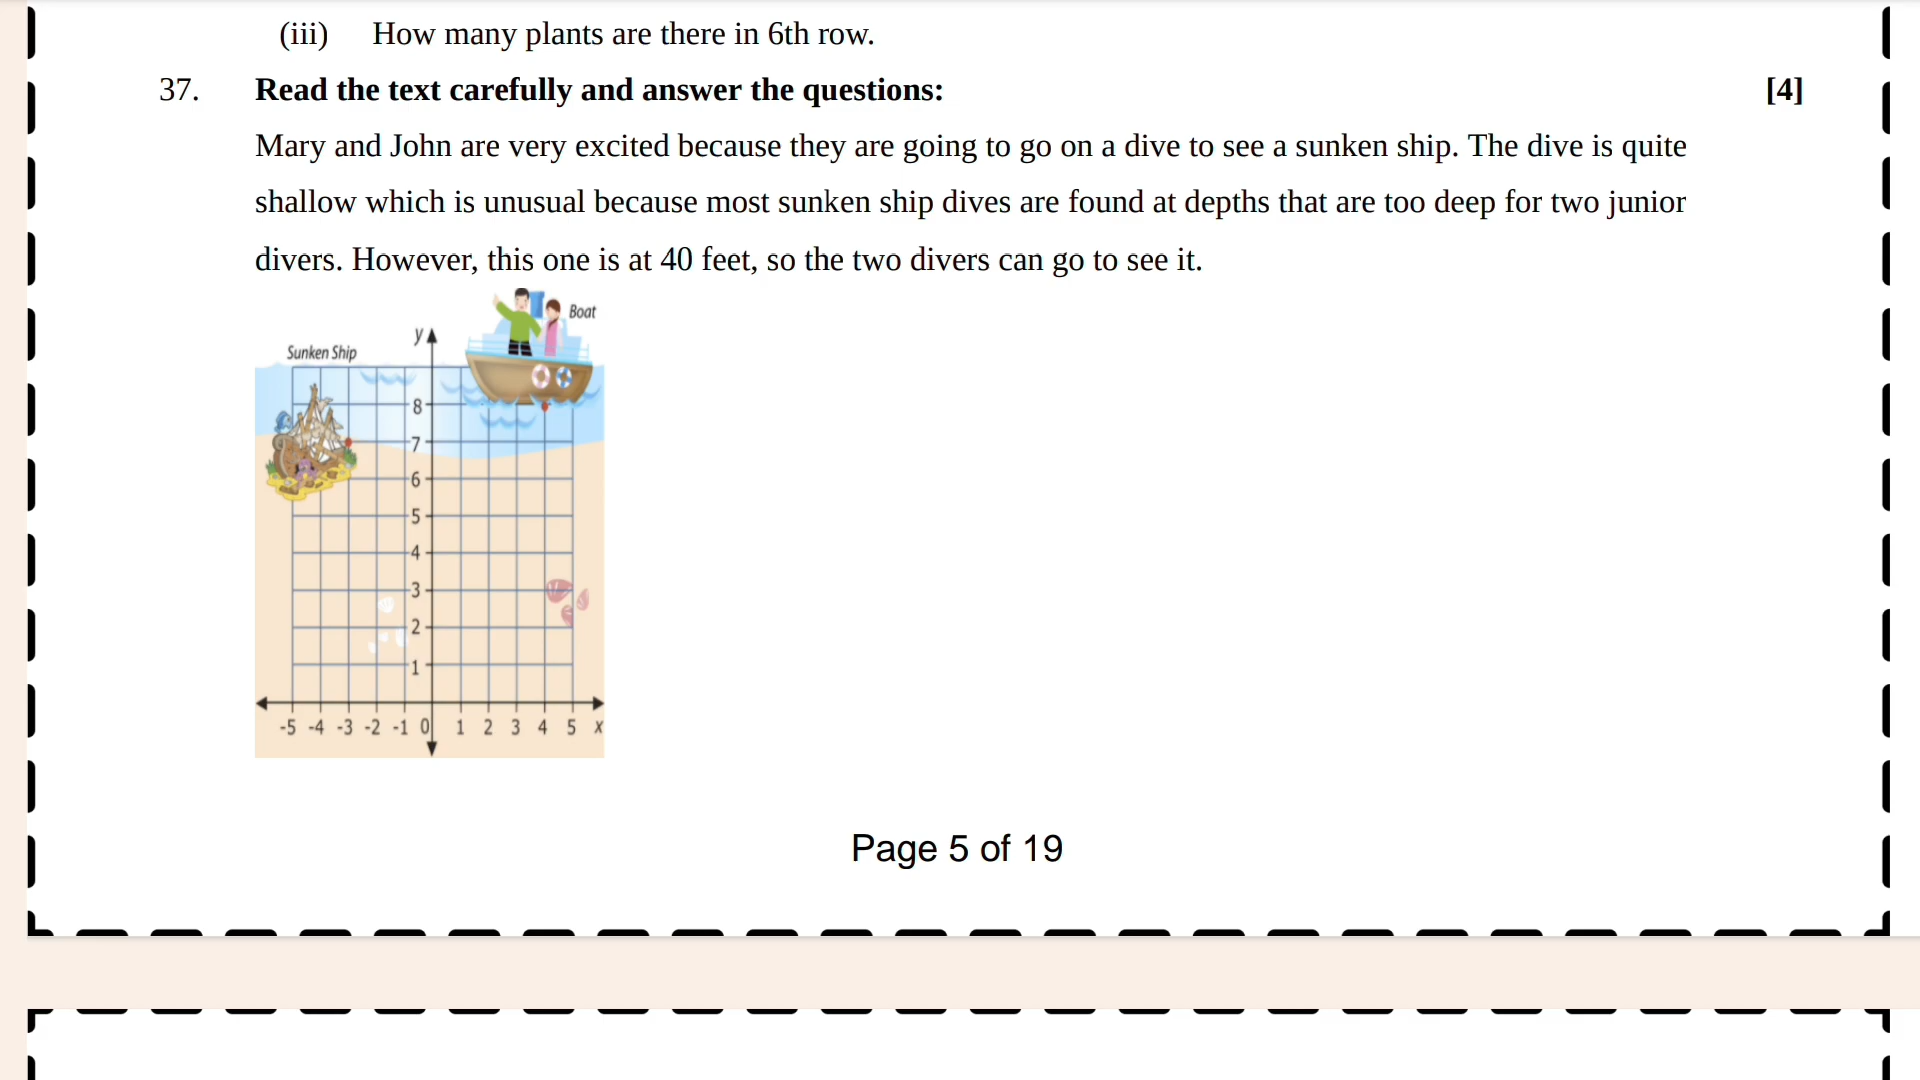 (iii) How many plants are there in 6th row.
37. Read the text carefully and answer the questions: [4]
Mary and John are very excited because they are going to go on a dive to see a sunken ship. The dive is quite
shallow which is unusual because most sunken ship dives are found at depths that are too deep for two junior
divers. However, this one is at 40 feet, so the two divers can go to see it.
Boat
y
Sunken Ship
8
7
6
5
4
3
2
1
-5 -4 -3 -2 -1 0 1 2 3 4 5 x
Page 5 of 19